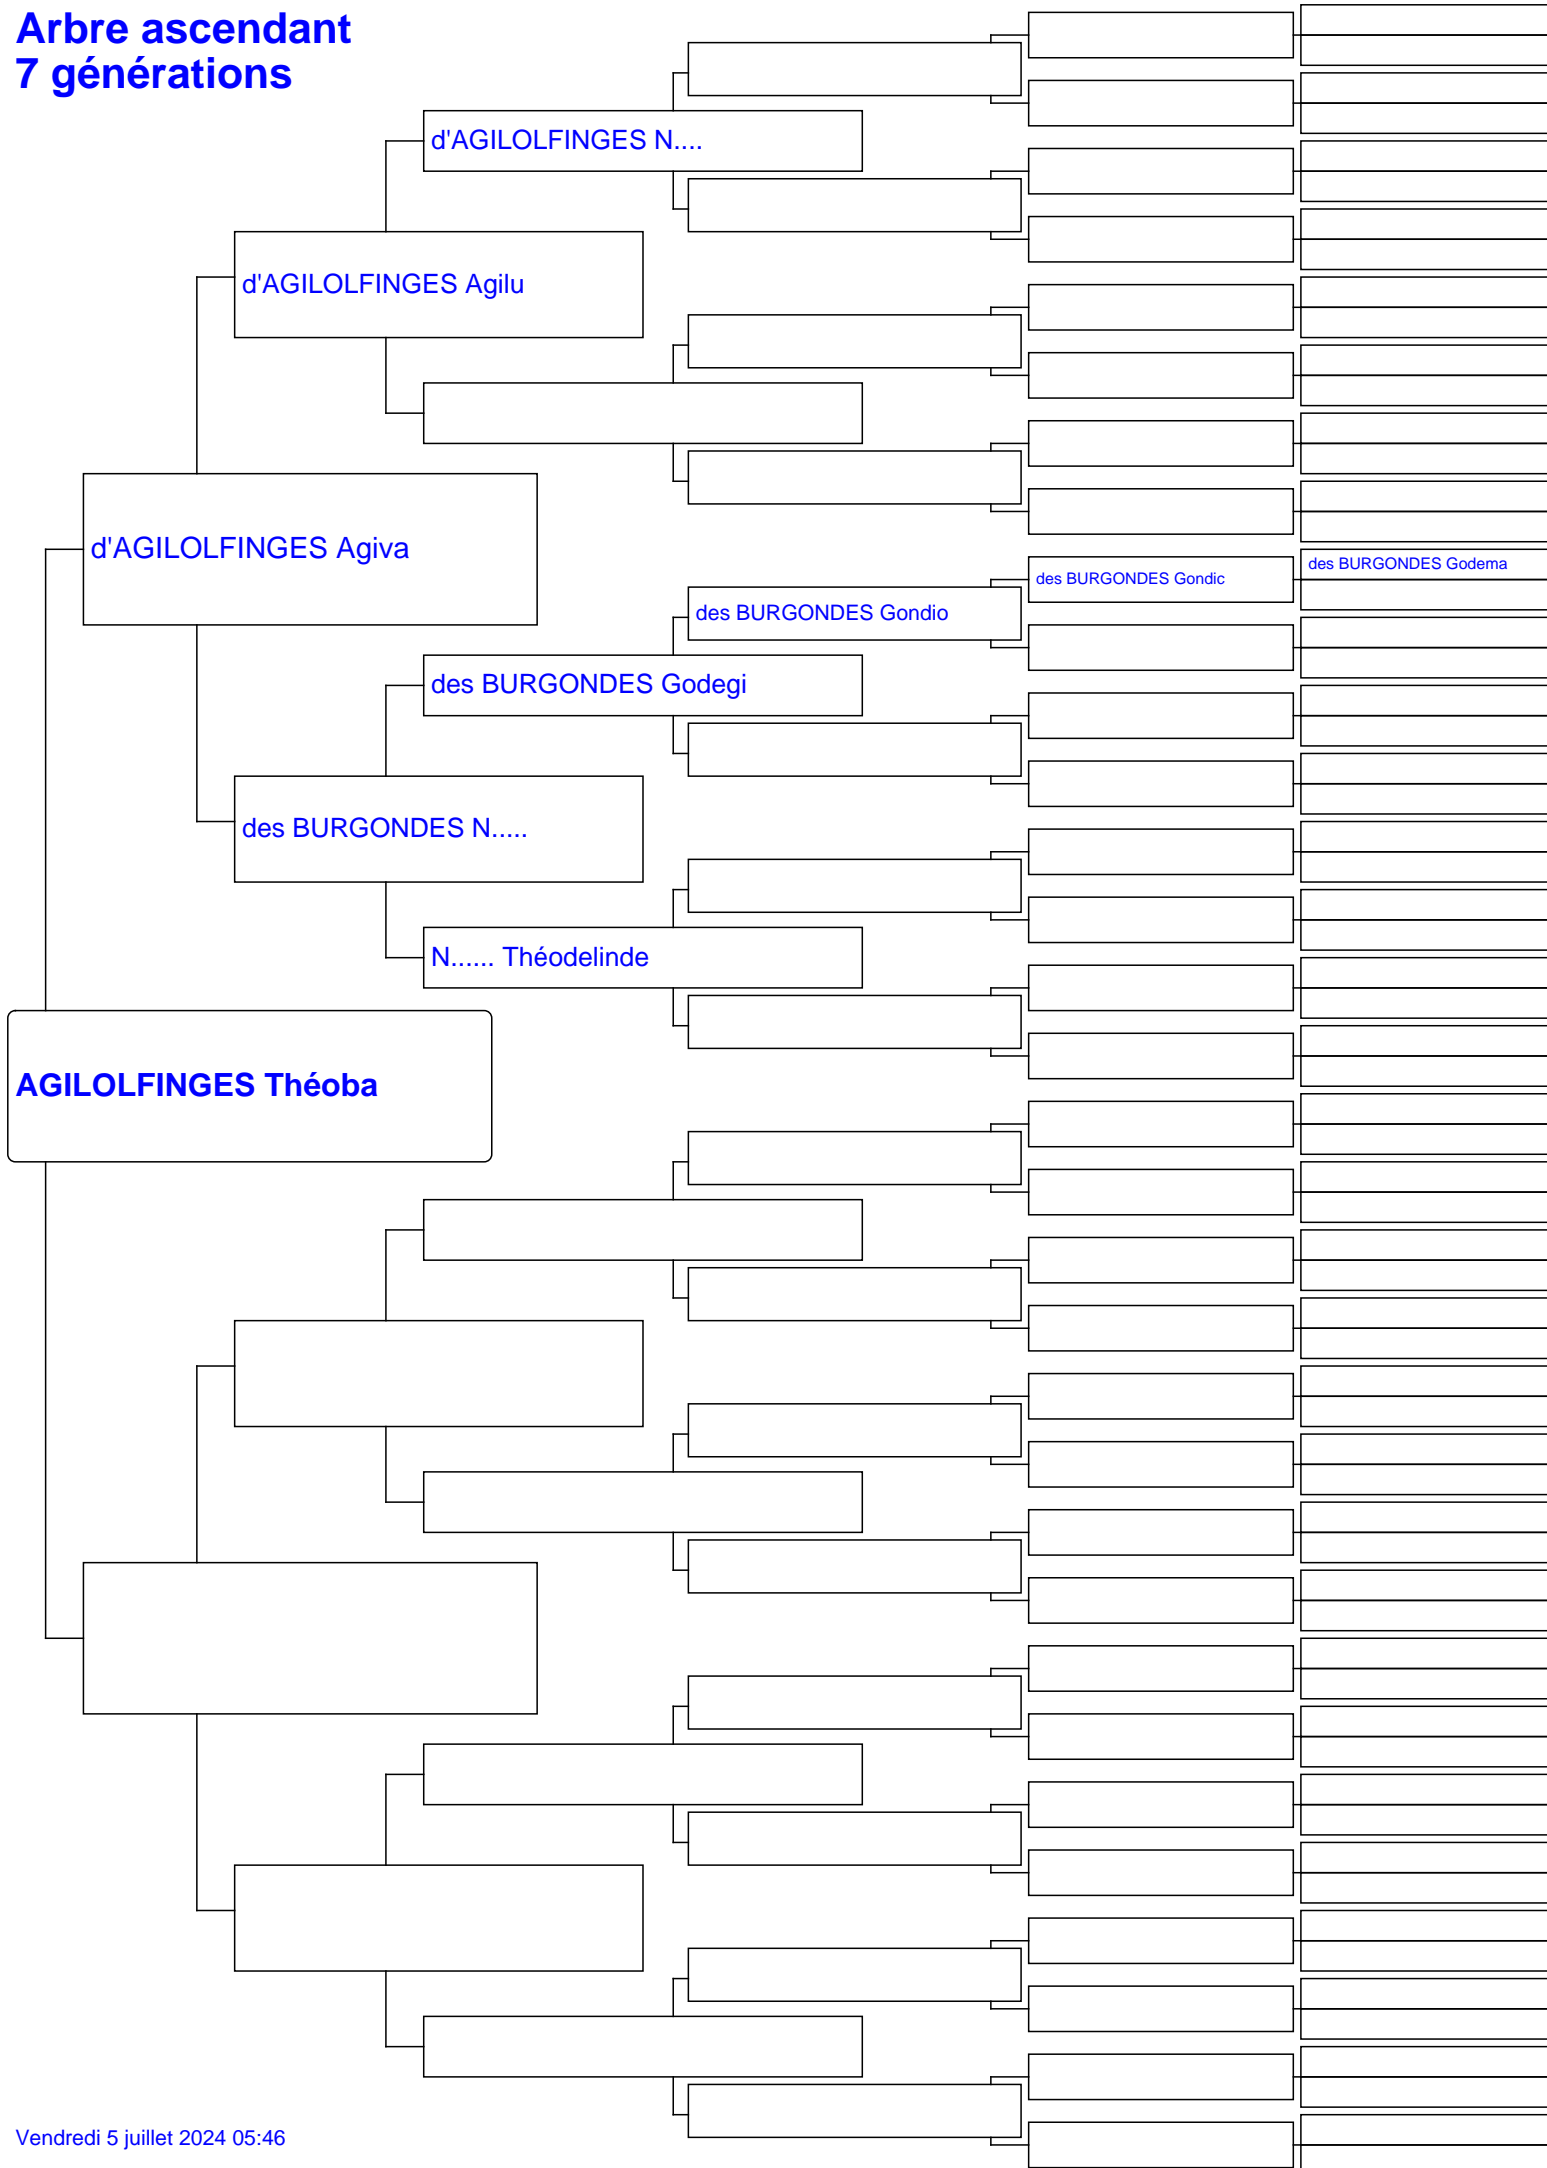 Arbre ascendant
7 générations
d'AGILOLFINGES N....
d'AGILOLFINGES Agilu
d'AGILOLFINGES Agiva
des BURGONDES Godema
des BURGONDES Gondic
des BURGONDES Gondio
des BURGONDES Godegi
des BURGONDES N.....
N...... Théodelinde
AGILOLFINGES Théoba
Vendredi 5 juillet 2024 05:46